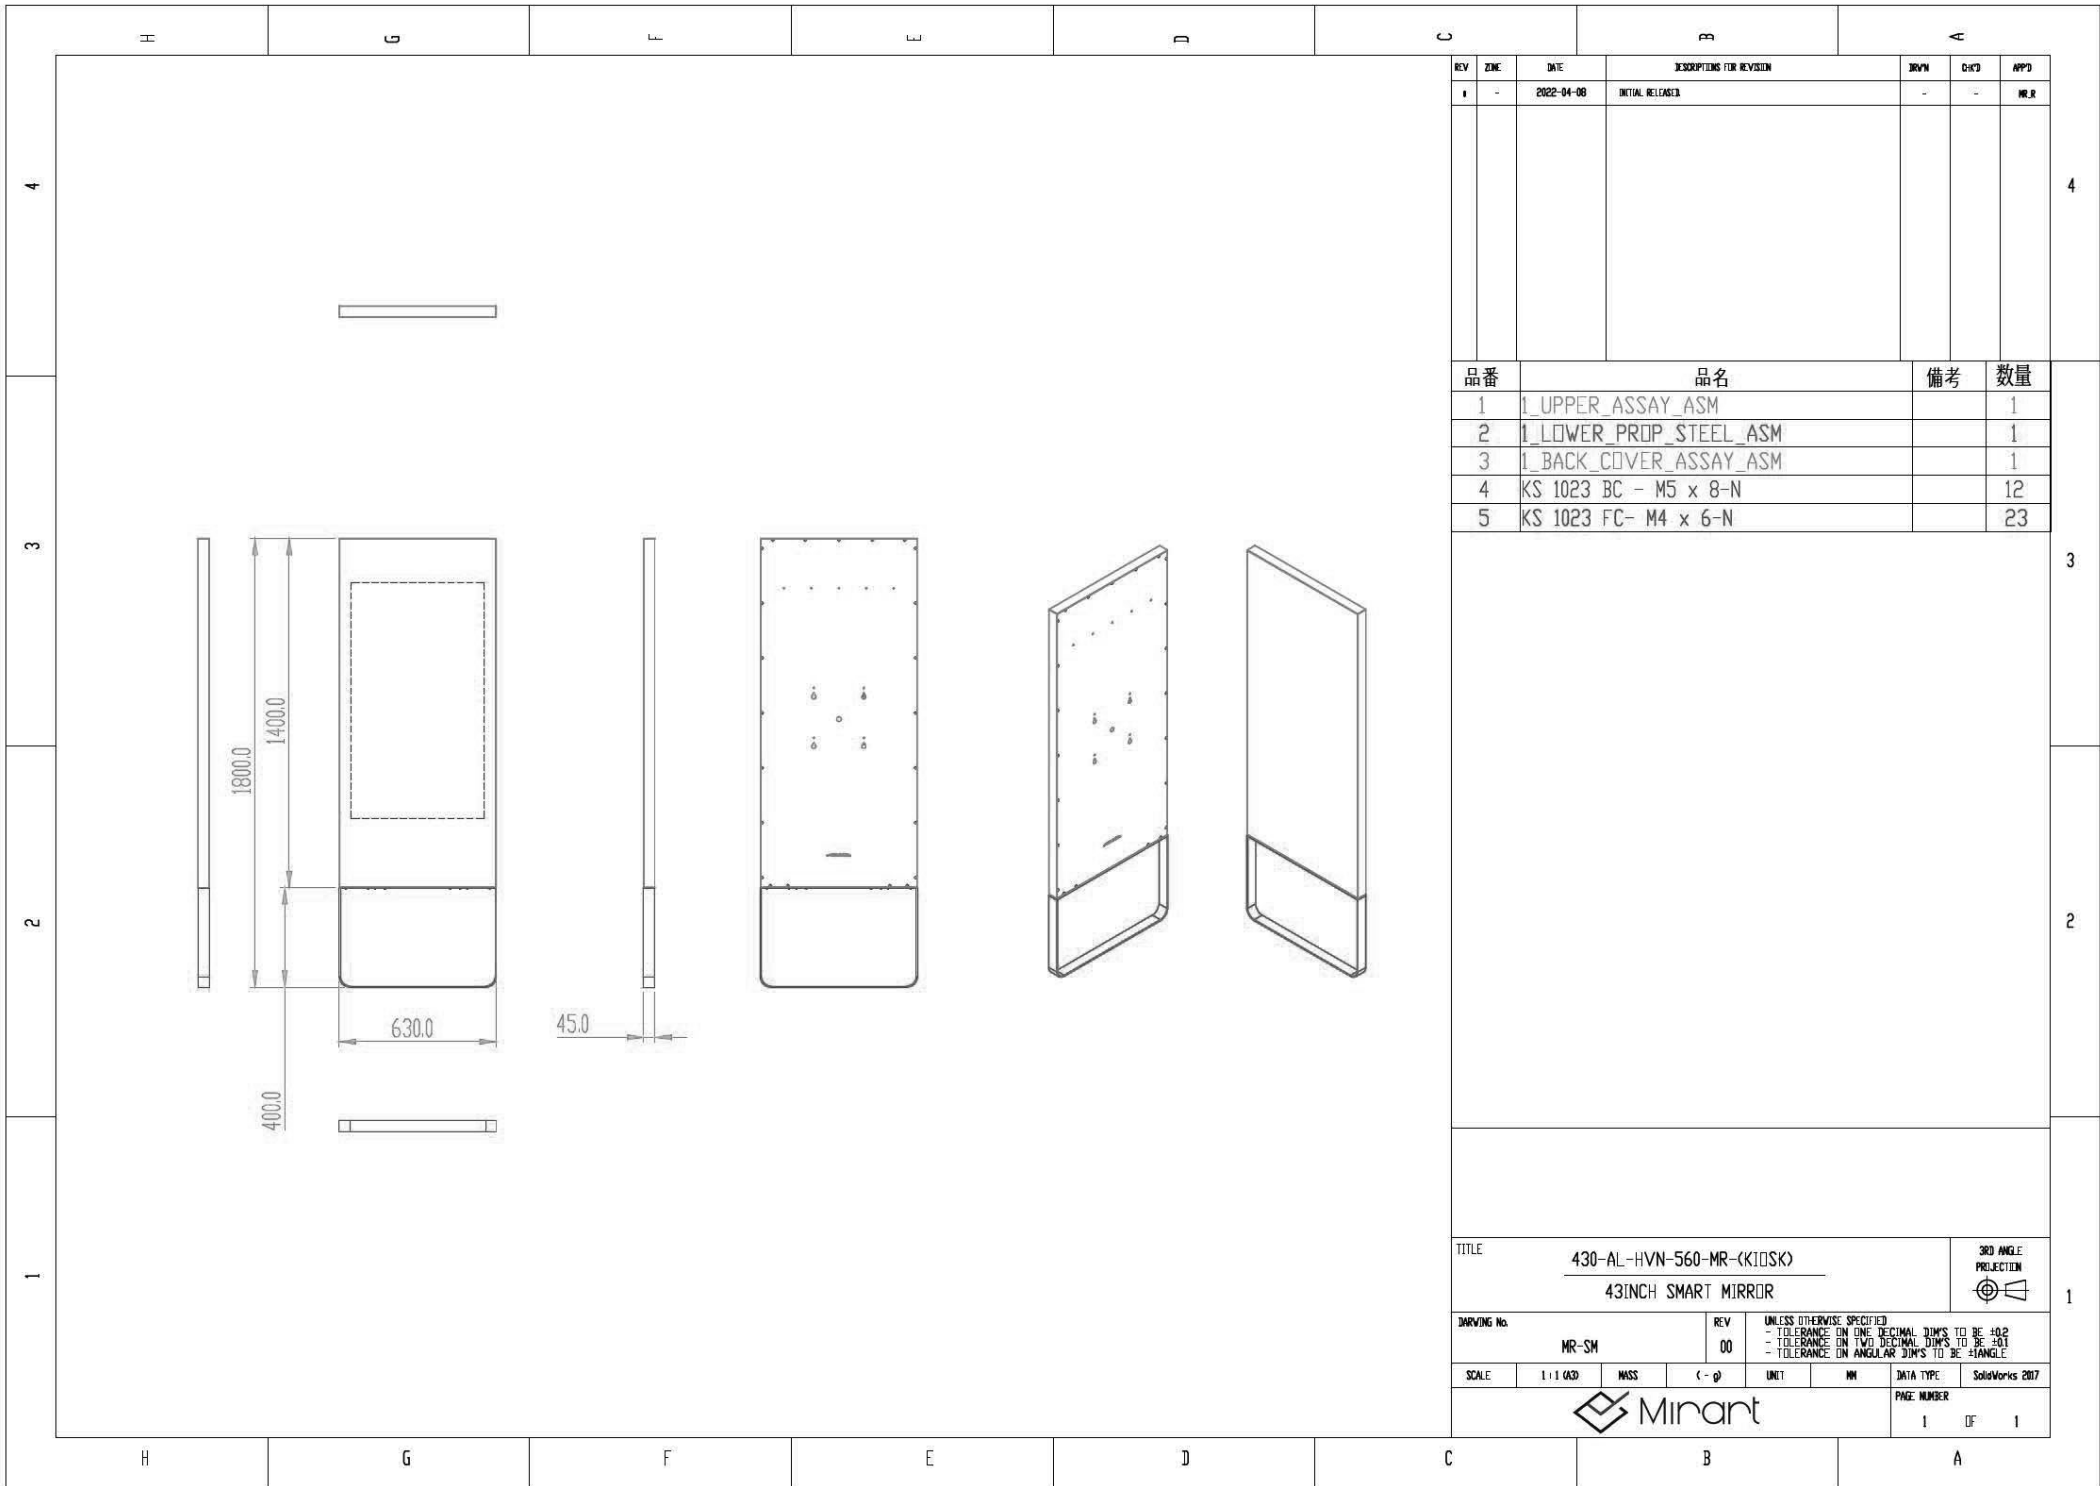 H G F E D C B A
REV ZONE DATE DESCRIPTIONS FOR REVISION DRW'N CHK'D APP'D
- 2022-04-08 INITIAL RELEASED. - - MR.R
4 4
品番 品名 備考 数量
1 1_UPPER_ASSAY_ASM 1
2 1_LOWER_PROP_STEEL_ASM 1
3 1_BACK_COVER_ASSAY_ASM 1
4 KS 1023 BC - M5 x 8-N 12
5 KS 1023 FC- M4 x 6-N 23
3 3
1400.0
1800.0
2 2
630.0
45.0
400.0
1 1
TITLE
430-AL-HVN-560-MR-(KIOSK)
43INCH SMART MIRROR
3RD ANGLE
PROJECTION
DARWING No.
MR-SM
REV
00
UNLESS OTHERWISE SPECIFIED
- TOLERANCE ON ONE DECIMAL DIM'S TO BE ±0.2
- TOLERANCE ON TWO DECIMAL DIM'S TO BE ±0.1
- TOLERANCE ON ANGULAR DIM'S TO BE ±1ANGLE
SCALE 1 : 1 (A3) MASS ( - g) UNIT MM DATA TYPE SolidWorks 2017
Mirart
PAGE NUMBER
1 OF 1
H G F E D C B A